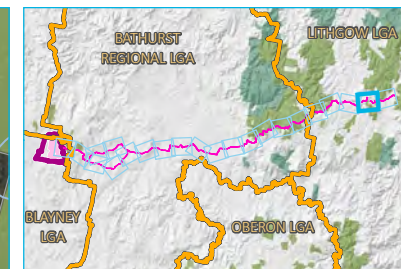 BATHURST
REGIONAL LGA
LITHGOW LGA
BLAYNEY
LGA
OBERON LGA